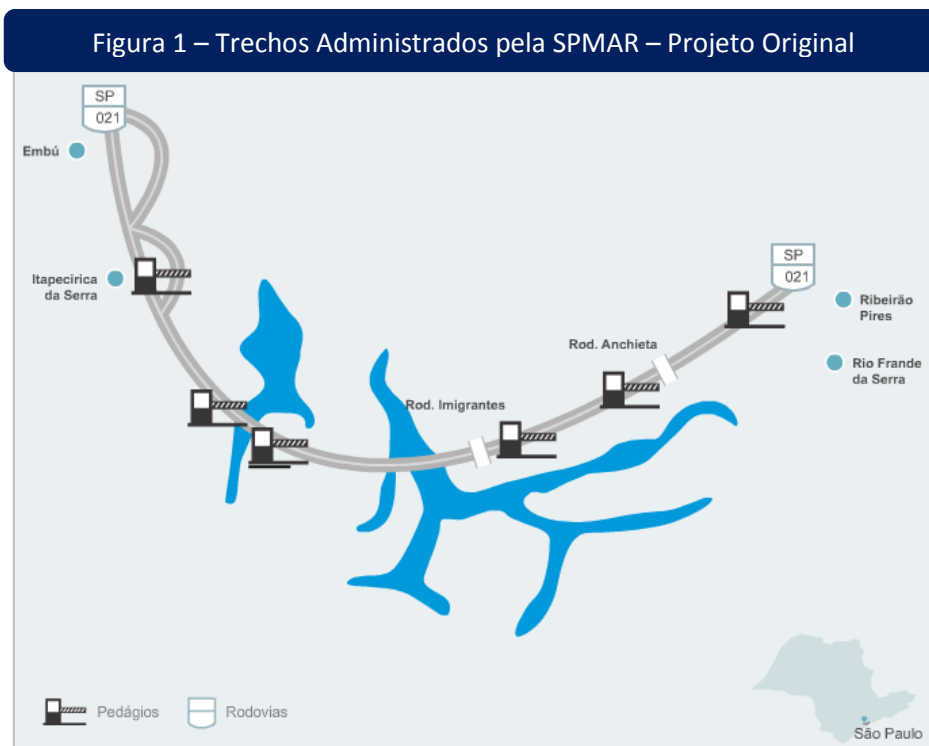 Figura 1 – Trechos Administrados pela SPMAR – Projeto Original
SP
021
Embú
Itapecirica
da Serra
SP
021
Ribeirão
Pires
Rod. Anchieta
Rio Frande
da Serra
Rod. Imigrantes
Pedágios
Rodovias
São Paulo